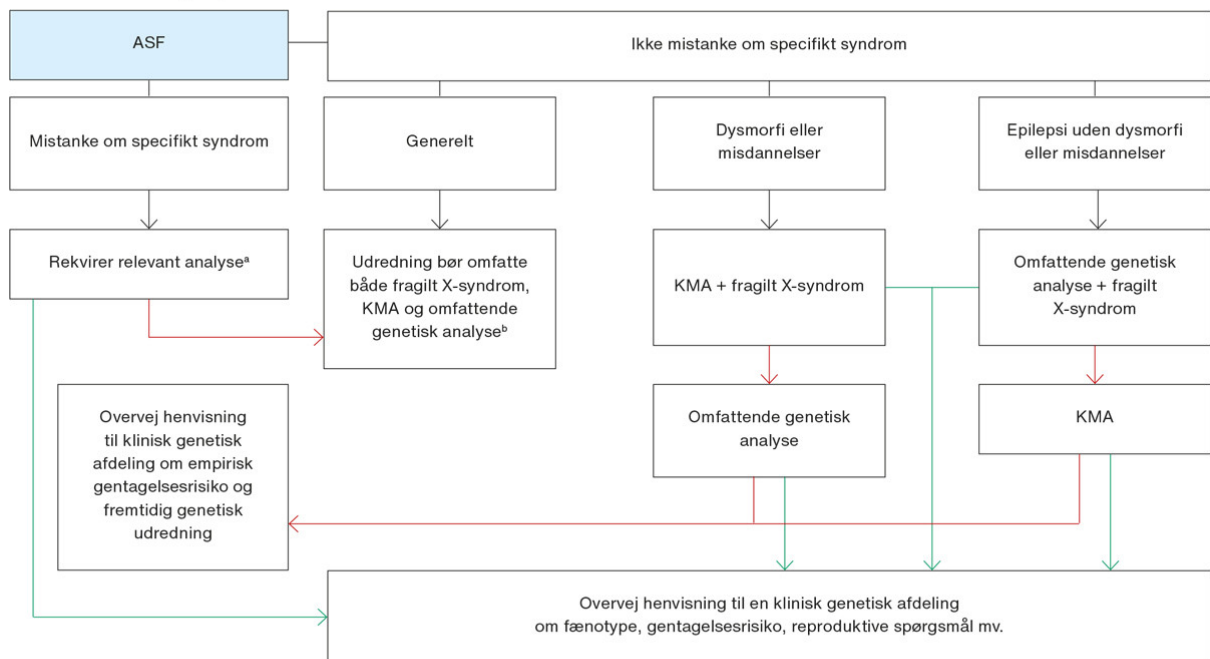 ASF
Ikke mistanke om specifikt syndrom
Mistanke om specifikt syndrom
Generelt
Dysmorfi eller
misdannelser
Epilepsi uden dysmorfi
eller misdannelser
Rekvirer relevant analyseᵃ
Udredning bør omfatte
både fragilt X-syndrom,
KMA og omfattende
genetisk analyseᵇ
KMA + fragilt X-syndrom
Omfattende genetisk
analyse + fragilt
X-syndrom
Overvej henvisning
til klinisk genetisk
afdeling om empirisk
gentagelsesrisiko og
fremtidig genetisk
udredning
Omfattende genetisk
analyse
KMA
Overvej henvisning til en klinisk genetisk afdeling
om fænotype, gentagelsesrisiko, reproduktive spørgsmål mv.